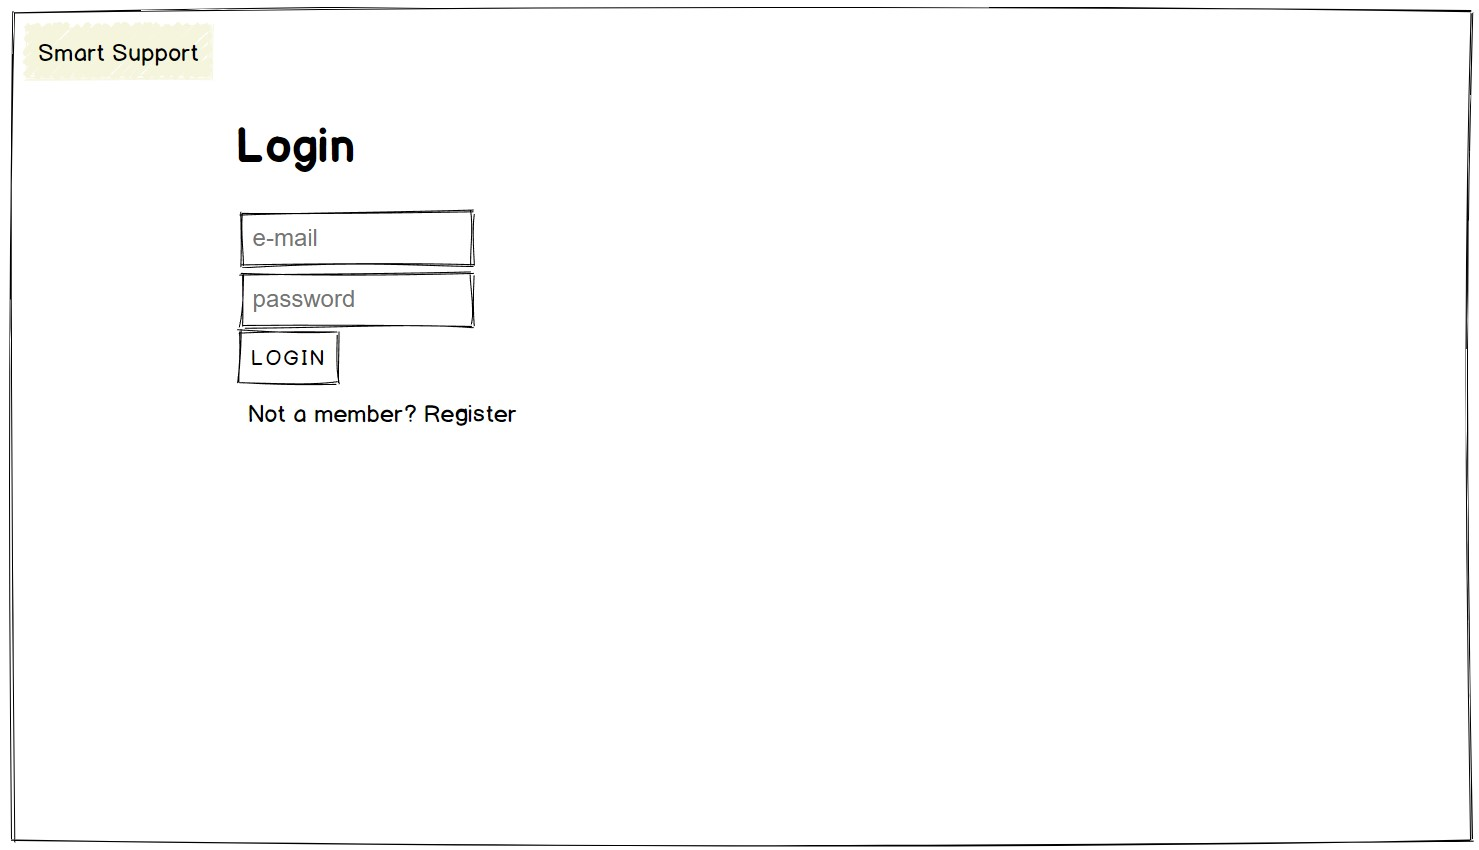 Smart Support
Login
e-mail
password
LOGIN
Not a member? Register